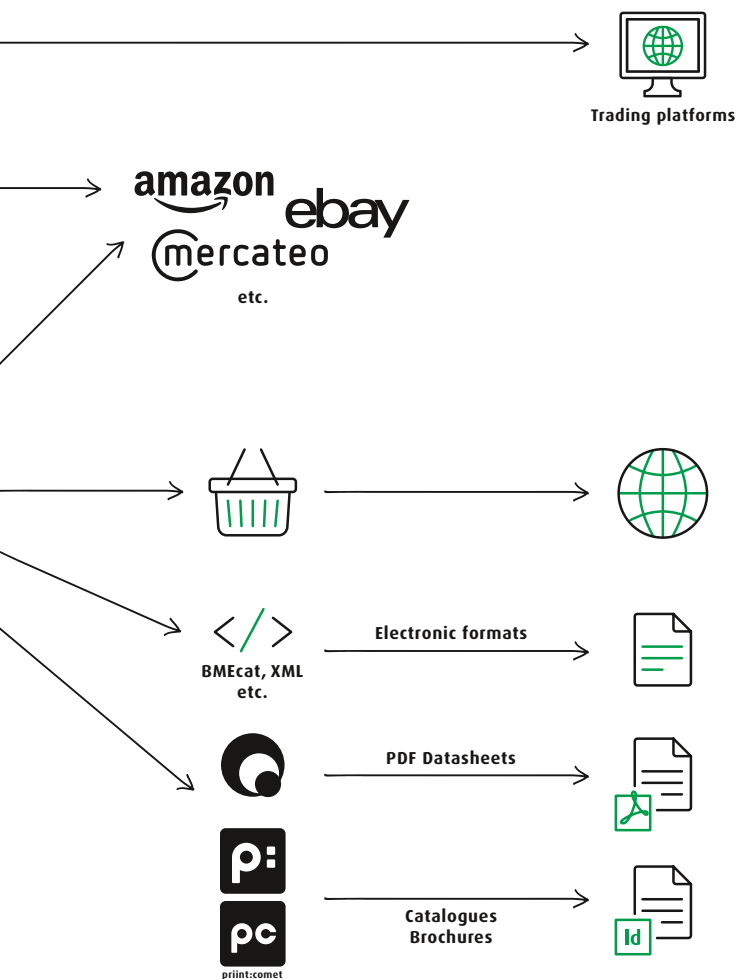 Trading platforms
amazon
ebay
mercateo
etc.
Electronic formats
BMEcat, XML
etc.
PDF Datasheets
p:
pc
priint:comet
Catalogues
Brochures
Id